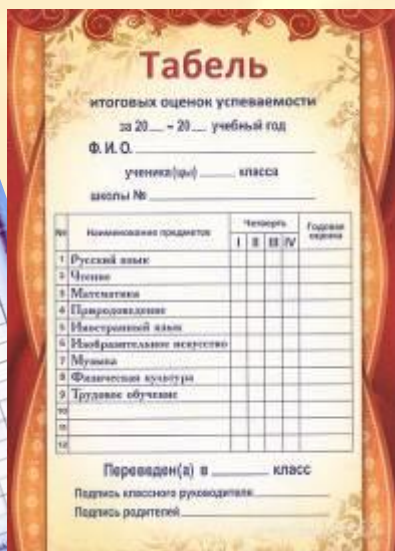 Табель
итоговых оценок успеваемости
за 20__ – 20__ учебный год
Ф. И. О.
ученика(цы)______ класса
школы №
№ Наименование предметов Четверть Годовая оценка
I II III IV
1 Русский язык
2 Чтение
3 Математика
4 Природоведение
5 Иностранный язык
6 Изобразительное искусство
7 Музыка
8 Физическая культура
9 Трудовое обучение
10
11
12
Переведен(а) в ________ класс
Подпись классного руководителя
Подпись родителей